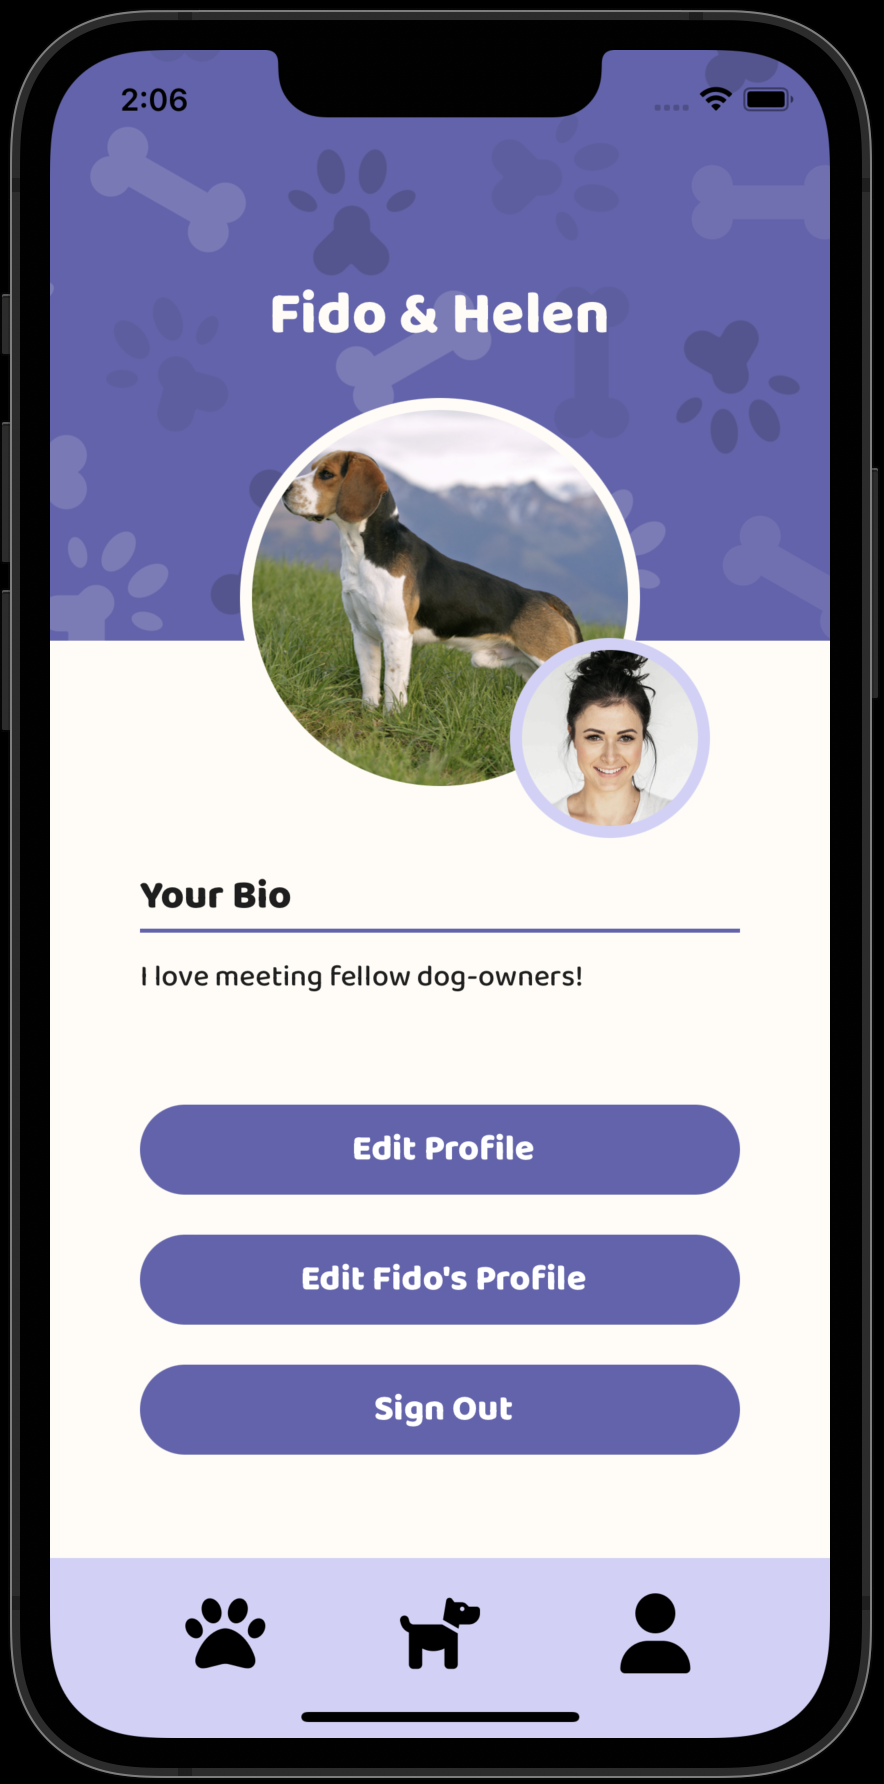 2:06
Fido & Helen
Your Bio
I love meeting fellow dog-owners!
Edit Profile
Edit Fido's Profile
Sign Out